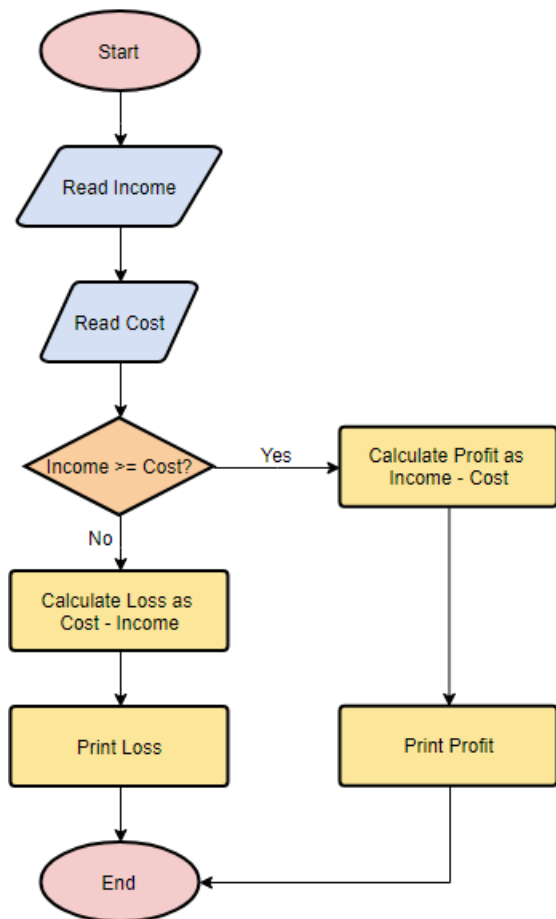 Start
Read Income
Read Cost
Income >= Cost?
Yes
Calculate Profit as
Income - Cost
No
Calculate Loss as
Cost - Income
Print Loss
Print Profit
End